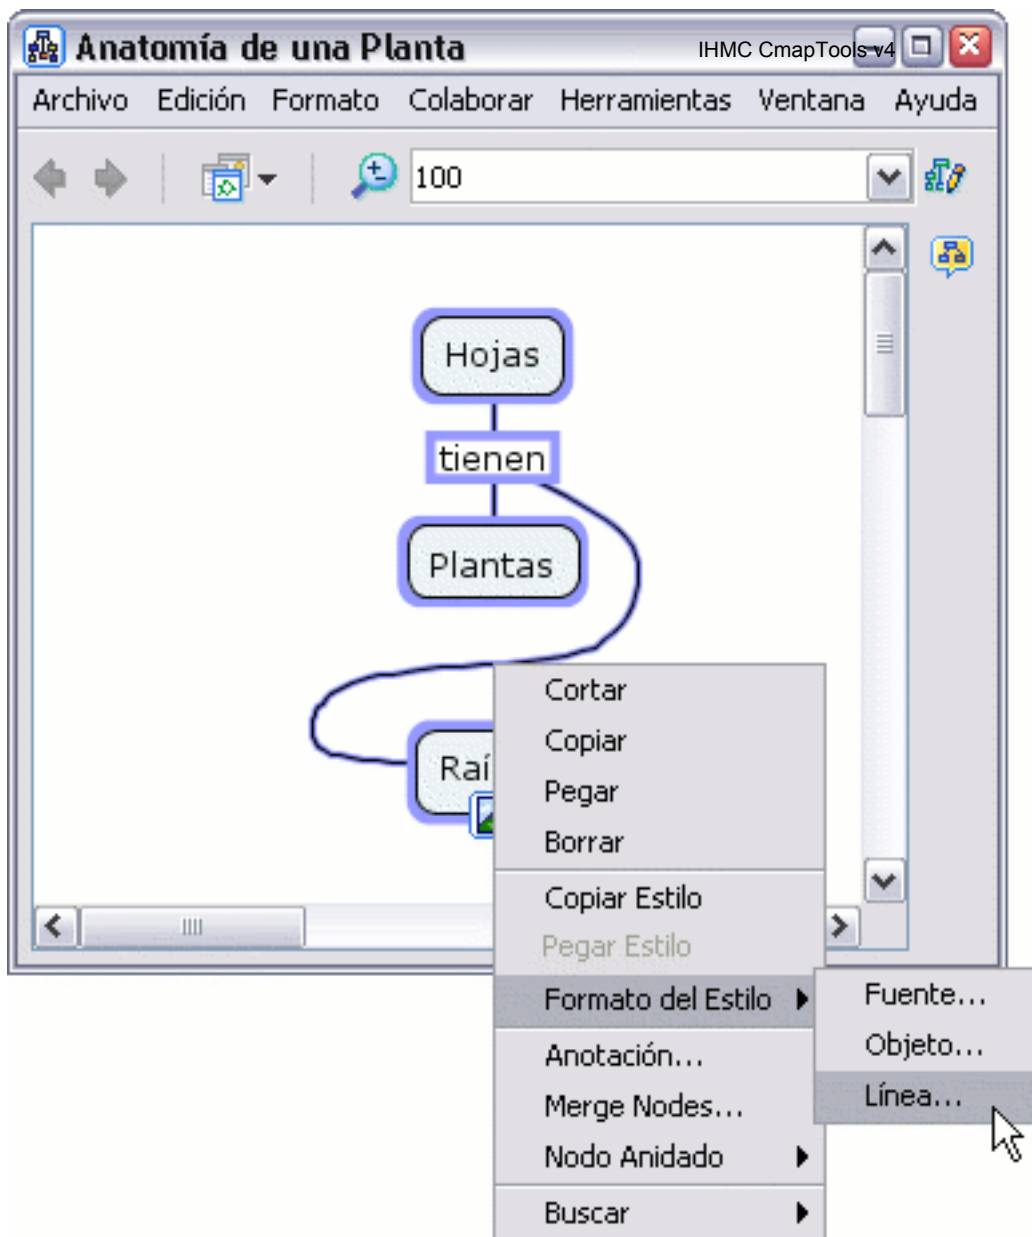 Anatomía de una Planta
IHMC CmapTools v4
Archivo Edición Formato Colaborar Herramientas Ventana Ayuda
100
Hojas
tienen
Plantas
Raí
Cortar
Copiar
Pegar
Borrar
Copiar Estilo
Pegar Estilo
Formato del Estilo
Fuente...
Objeto...
Línea...
Anotación...
Merge Nodes...
Nodo Anidado
Buscar